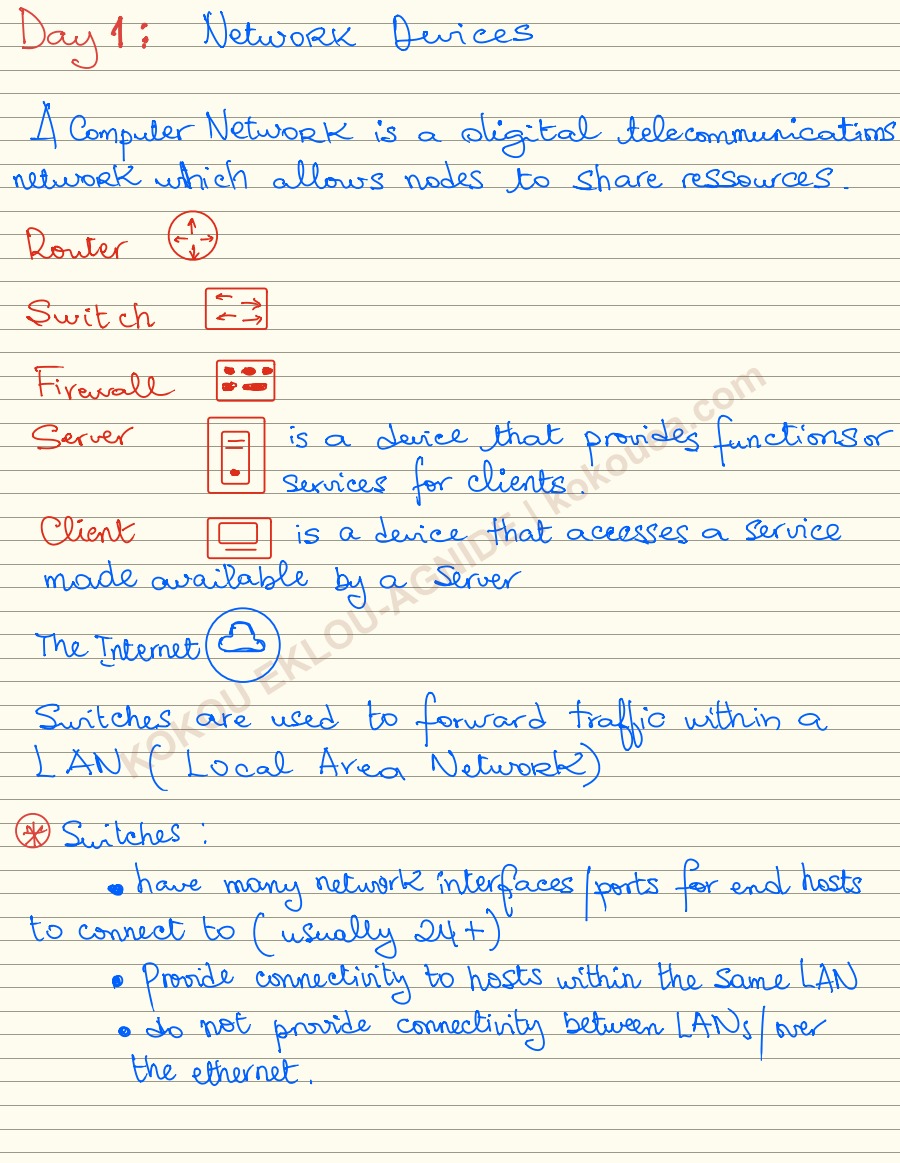 Day 1: Network Devices
A Computer Network is a digital telecommunications
network which allows nodes to share ressources.
Router
Switch
Firewall
Server is a device that provides functions or
services for clients.
Client is a device that accesses a service
made available by a server
The Internet
Switches are used to forward traffic within a
LAN (Local Area Network)
* Switches :
• have many network interfaces/ports for end hosts
to connect to (usually 24+)
• Provide connectivity to hosts within the same LAN
• do not provide connectivity between LANs/over
the ethernet.
KOKOU EKLOU-AGNIDE | kokousa.com